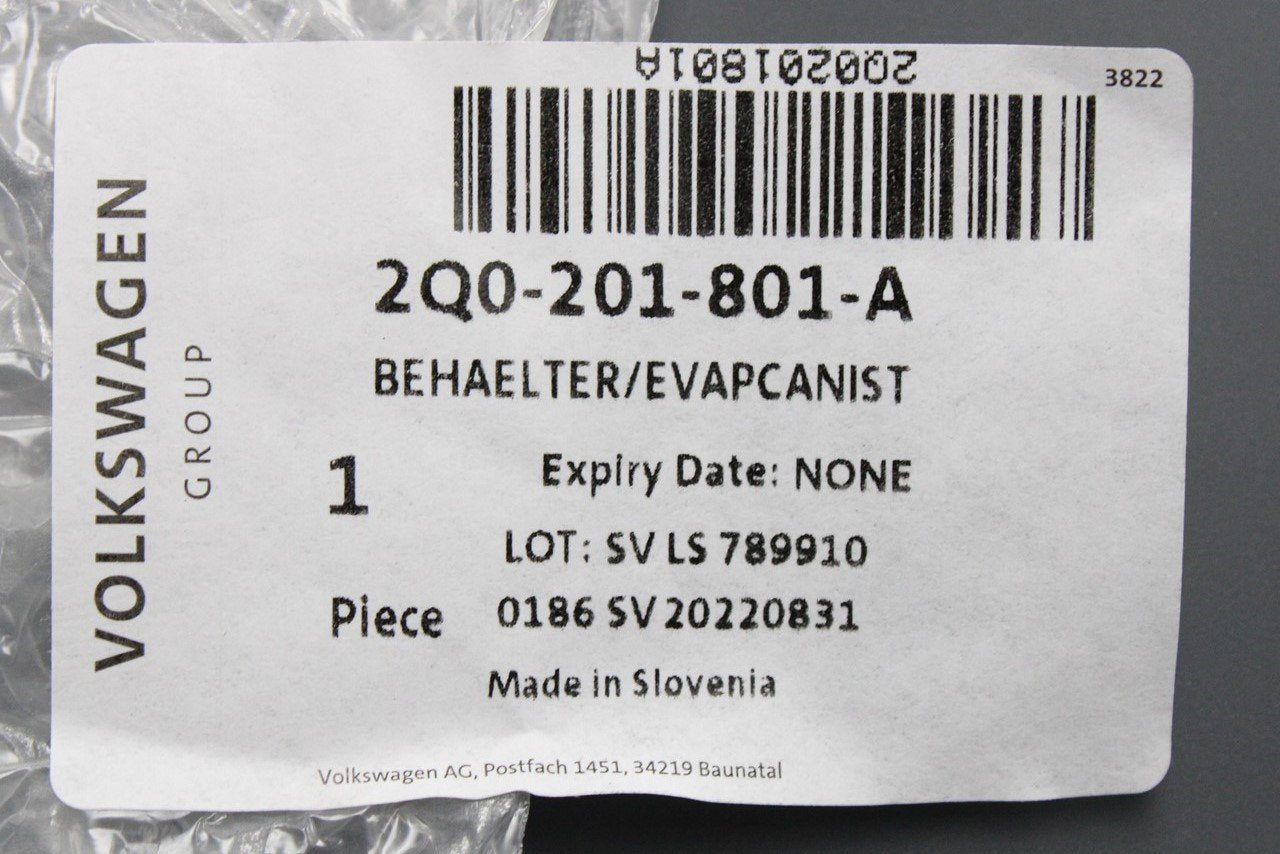 2Q0201801A
3822
VOLKSWAGEN
GROUP
2Q0-201-801-A
BEHAELTER/EVAPCANIST
1
Expiry Date: NONE
LOT: SV LS 789910
Piece
0186 SV 20220831
Made in Slovenia
Volkswagen AG, Postfach 1451, 34219 Baunatal